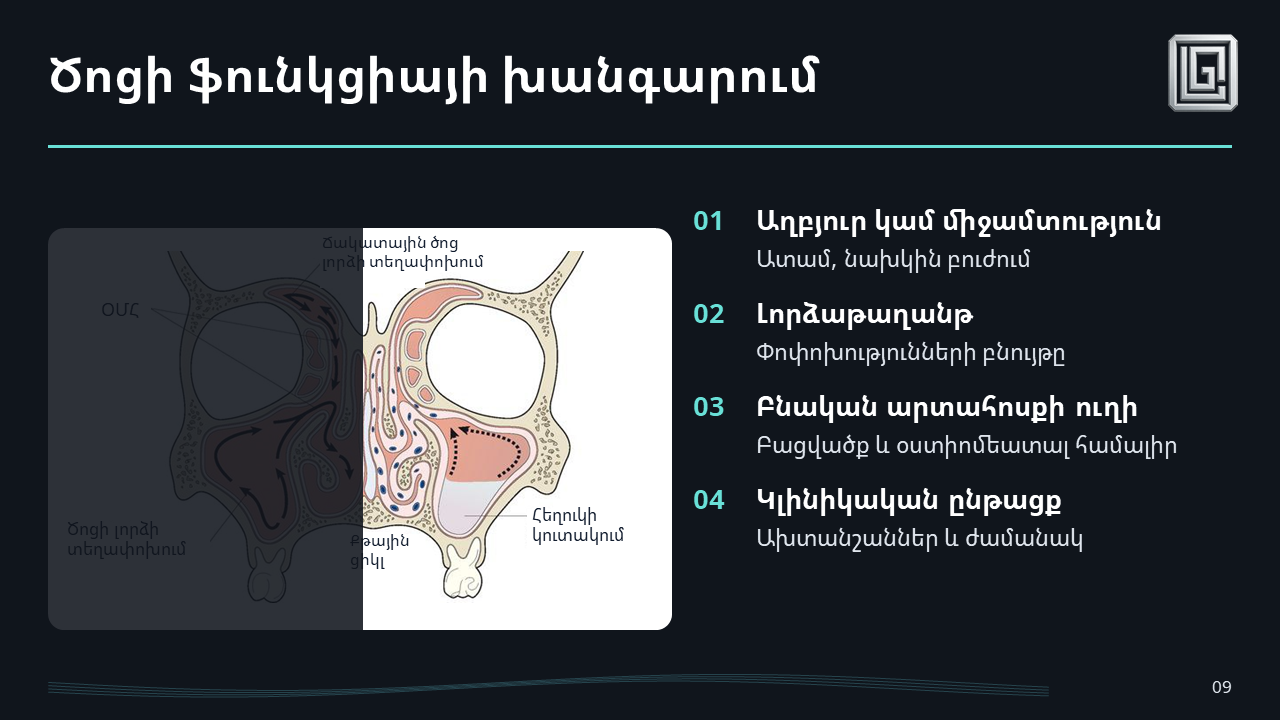 Ծոցի ֆունկցիայի խանգարում
Ճակատային ծոց
լորձի տեղափոխում
ՕՄՀ
Ծոցի լորձի
տեղափոխում
Քթային
ցիկլ
Հեղուկի
կուտակում
01 Աղբյուր կամ միջամտություն
Ատամ, նախկին բուժում
02 Լորձաթաղանթ
Փոփոխությունների բնույթը
03 Բնական արտահոսքի ուղի
Բացվածք և օստիոմեատալ համալիր
04 Կլինիկական ընթացք
Ախտանշաններ և ժամանակ
09